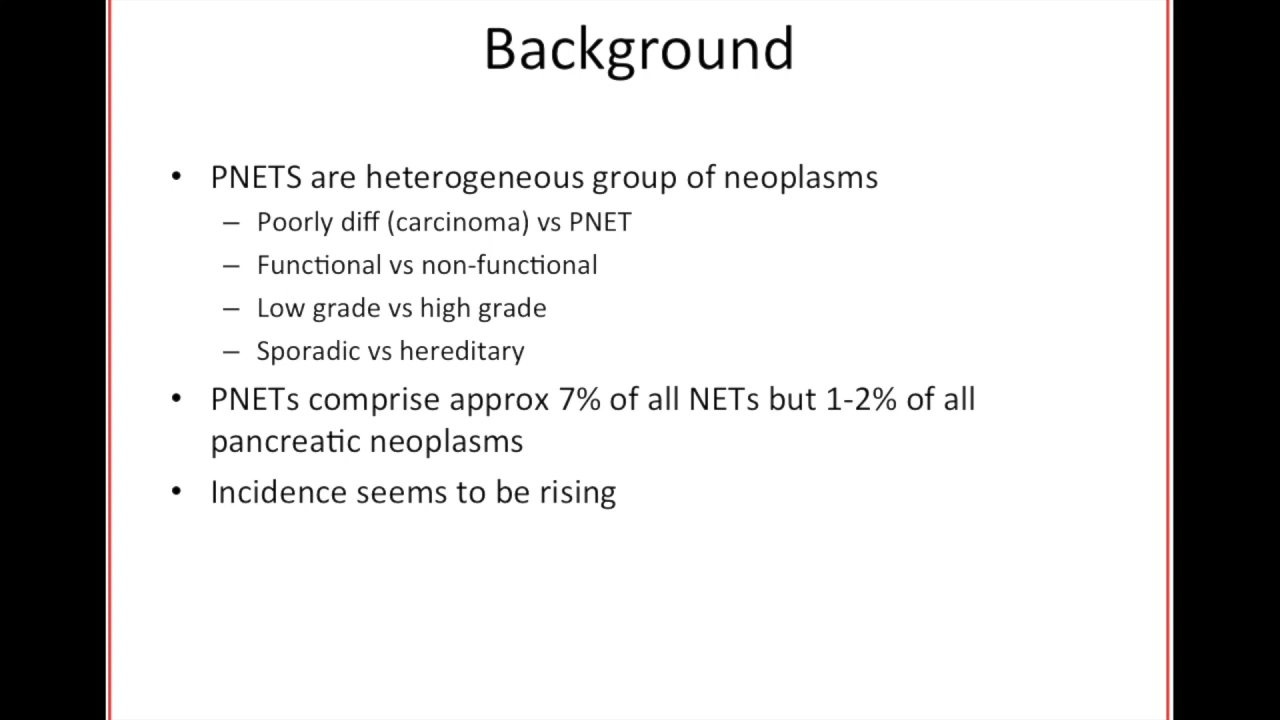 Background
• PNETS are heterogeneous group of neoplasms
– Poorly diff (carcinoma) vs PNET
– Functional vs non-functional
– Low grade vs high grade
– Sporadic vs hereditary
• PNETs comprise approx 7% of all NETs but 1-2% of all
pancreatic neoplasms
• Incidence seems to be rising